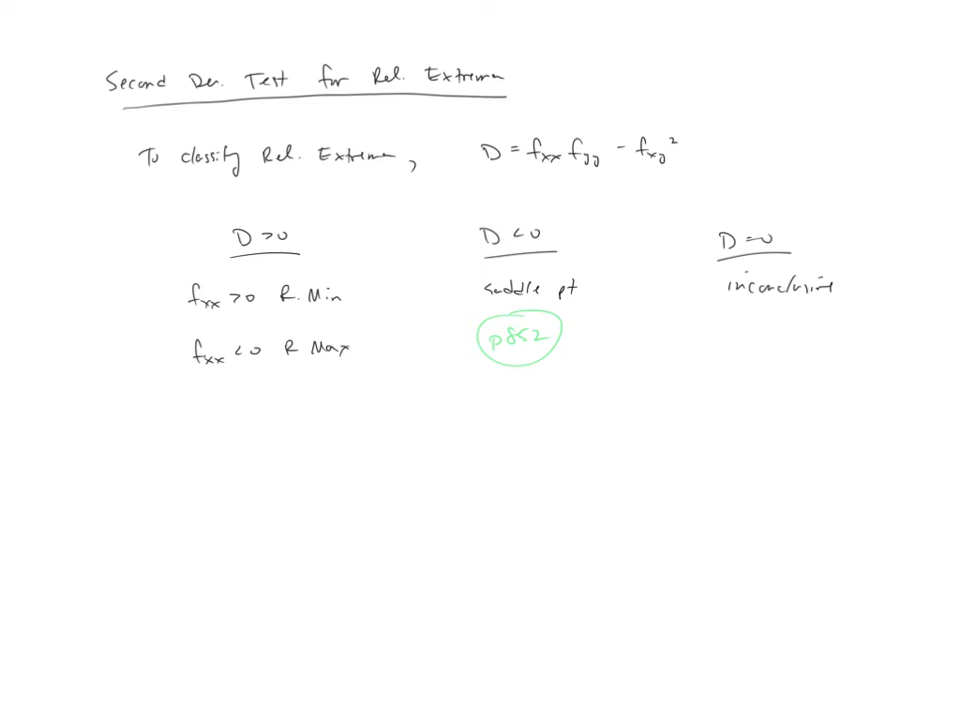 Second Der. Test for Rel. Extrema
To classify Rel. Extrema, D = fxx fyy - fxy²
D > 0 D < 0 D = 0
fxx > 0 R. Min saddle pt inconclusive
fxx < 0 R Max p852